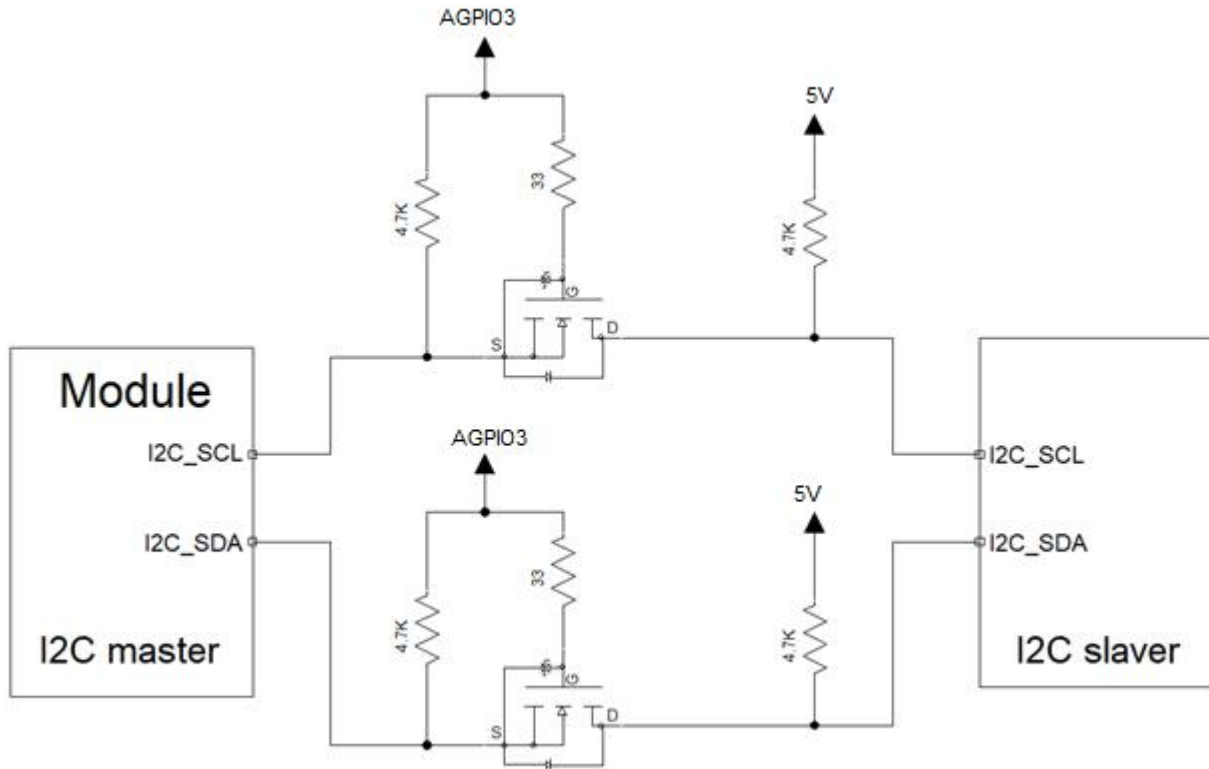 AGPIO3
5V
33
4.7K
4.7K
G
D
S
Module
I2C_SCL
I2C_SCL
AGPIO3
5V
I2C_SDA
I2C_SDA
33
4.7K
4.7K
I2C master
I2C slaver
G
D
S